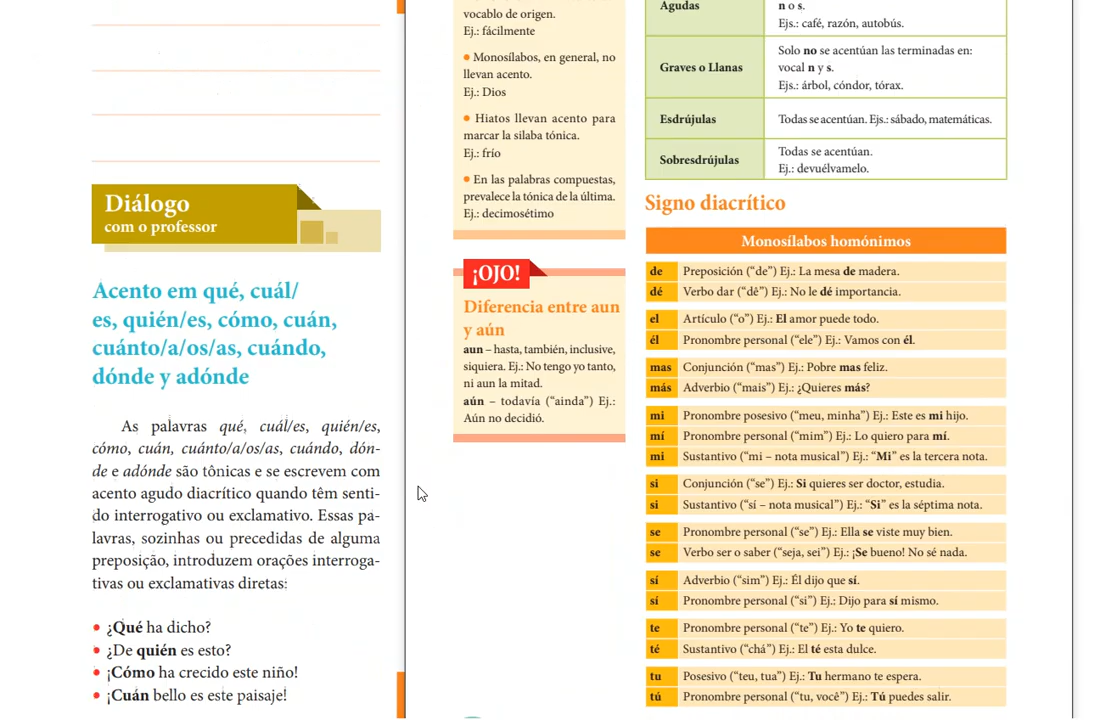 Diálogo
com o professor
Acento em qué, cuál/
es, quién/es, cómo, cuán,
cuánto/a/os/as, cuándo,
dónde y adónde
As palavras qué, cuál/es, quién/es,
cómo, cuán, cuánto/a/os/as, cuándo, dón-
de e adónde são tônicas e se escrevem com
acento agudo diacrítico quando têm senti-
do interrogativo ou exclamativo. Essas pa-
lavras, sozinhas ou precedidas de alguma
preposição, introduzem orações interroga-
tivas ou exclamativas diretas:
• ¿Qué ha dicho?
• ¿De quién es esto?
• ¡Cómo ha crecido este niño!
• ¡Cuán bello es este paisaje!
vocablo de origen.
Ej.: fácilmente
• Monosílabos, en general, no
llevan acento.
Ej.: Dios
• Hiatos llevan acento para
marcar la sílaba tónica.
Ej.: frío
• En las palabras compuestas,
prevalece la tónica de la última.
Ej.: decimosétimo
¡OJO!
Diferencia entre aun
y aún
aun – hasta, también, inclusive,
siquiera. Ej.: No tengo yo tanto,
ni aun la mitad.
aún – todavía (“ainda”) Ej.:
Aún no decidió.
Agudas
n o s.
Ejs.: café, razón, autobús.
Graves o Llanas
Solo no se acentúan las terminadas en:
vocal n y s.
Ejs.: árbol, cóndor, tórax.
Esdrújulas
Todas se acentúan. Ejs.: sábado, matemáticas.
Sobresdrújulas
Todas se acentúan.
Ej.: devuélvamelo.
Signo diacrítico
Monosílabos homónimos
de Preposición (“de”) Ej.: La mesa de madera.
dé Verbo dar (“dê”) Ej.: No le dé importancia.
el Artículo (“o”) Ej.: El amor puede todo.
él Pronombre personal (“ele”) Ej.: Vamos con él.
mas Conjunción (“mas”) Ej.: Pobre mas feliz.
más Adverbio (“mais”) Ej.: ¿Quieres más?
mi Pronombre posesivo (“meu, minha”) Ej.: Este es mi hijo.
mí Pronombre personal (“mim”) Ej.: Lo quiero para mí.
mi Sustantivo (“mi – nota musical”) Ej.: “Mi” es la tercera nota.
si Conjunción (“se”) Ej.: Si quieres ser doctor, estudia.
si Sustantivo (“sí – nota musical”) Ej.: “Si” es la séptima nota.
se Pronombre personal (“se”) Ej.: Ella se viste muy bien.
se Verbo ser o saber (“seja, sei”) Ej.: ¡Se bueno! No sé nada.
sí Adverbio (“sim”) Ej.: Él dijo que sí.
sí Pronombre personal (“si”) Ej.: Dijo para sí mismo.
te Pronombre personal (“te”) Ej.: Yo te quiero.
té Sustantivo (“chá”) Ej.: El té esta dulce.
tu Posesivo (“teu, tua”) Ej.: Tu hermano te espera.
tú Pronombre personal (“tu, você”) Ej.: Tú puedes salir.